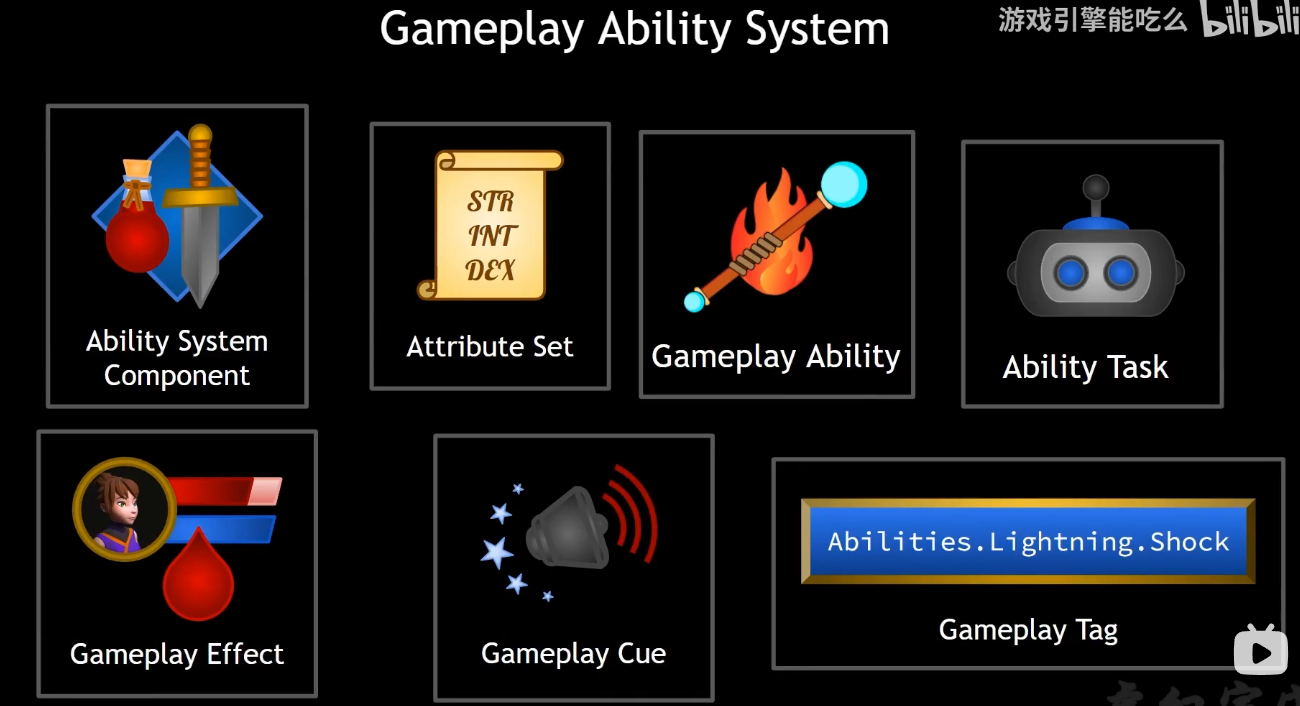 Gameplay Ability System
游戏引擎能吃么
bilibili
STR
INT
DEX
Ability System
Component
Attribute Set
Gameplay Ability
Ability Task
Abilities.Lightning.Shock
Gameplay Effect
Gameplay Cue
Gameplay Tag